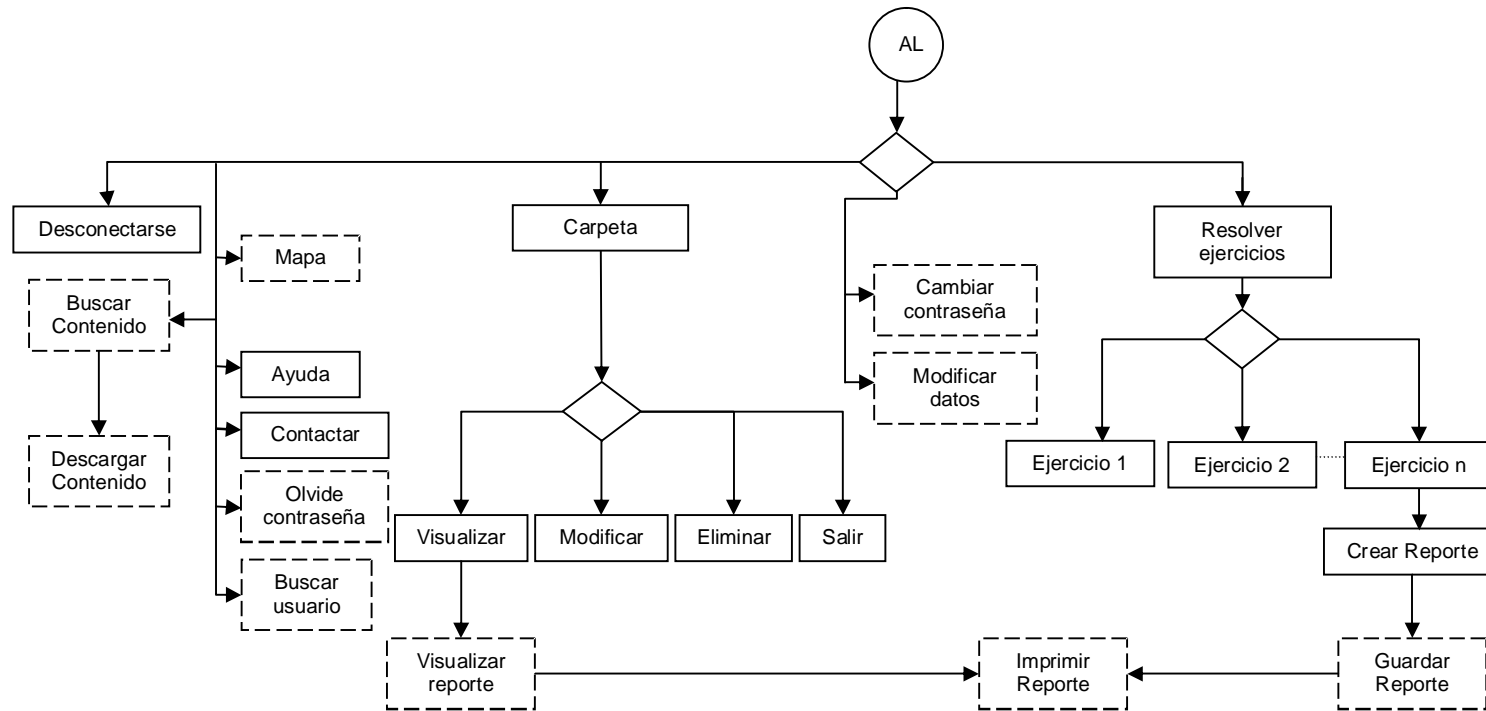 AL
Desconectarse
Carpeta
Resolver
ejercicios
Mapa
Buscar
Contenido
Cambiar
contraseña
Ayuda
Modificar
datos
Contactar
Descargar
Contenido
Ejercicio 1
Ejercicio 2
Ejercicio n
Olvide
contraseña
Visualizar
Modificar
Eliminar
Salir
Crear Reporte
Buscar
usuario
Visualizar
reporte
Imprimir
Reporte
Guardar
Reporte